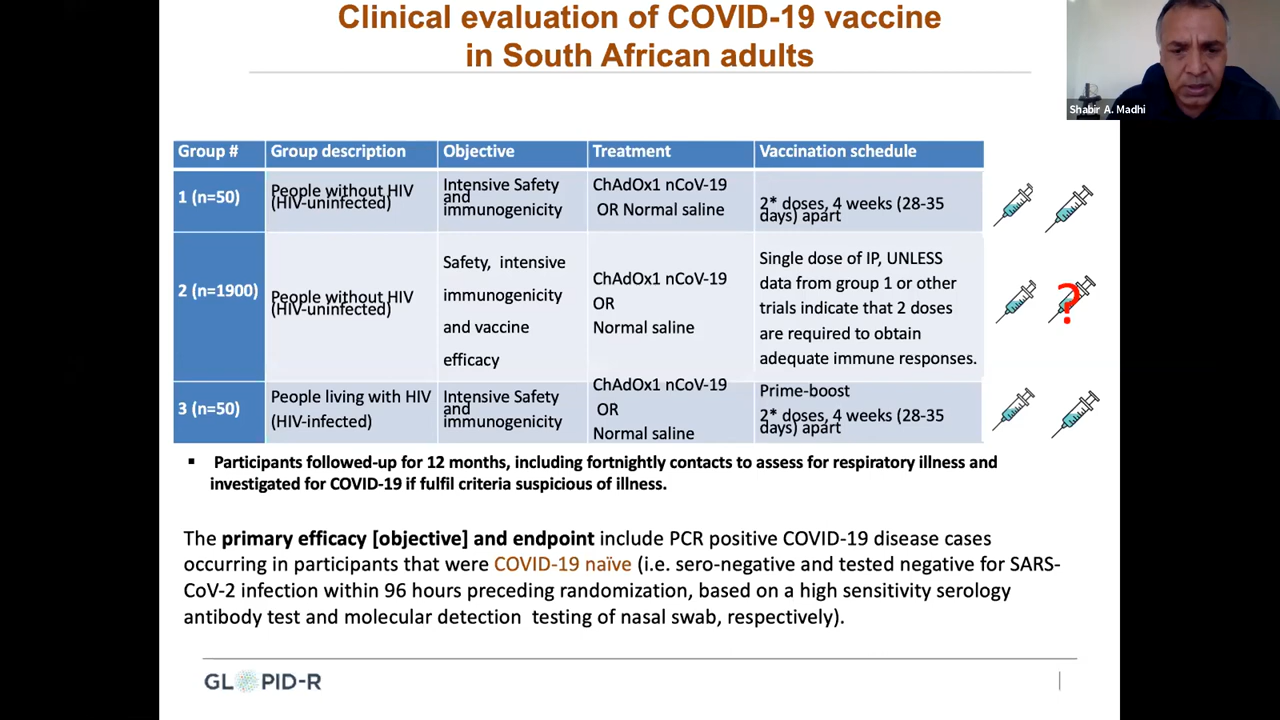 Clinical evaluation of COVID-19 vaccine
in South African adults
Shabir A. Madhi
Group #
Group description
Objective
Treatment
Vaccination schedule
1 (n=50)
People without HIV
(HIV-uninfected)
Intensive Safety
and
immunogenicity
ChAdOx1 nCoV-19
OR Normal saline
2* doses, 4 weeks (28-35
days) apart
2 (n=1900)
People without HIV
(HIV-uninfected)
Safety, intensive
immunogenicity
and vaccine
efficacy
ChAdOx1 nCoV-19
OR
Normal saline
Single dose of IP, UNLESS
data from group 1 or other
trials indicate that 2 doses
are required to obtain
adequate immune responses.
?
3 (n=50)
People living with HIV
(HIV-infected)
Intensive Safety
and
immunogenicity
ChAdOx1 nCoV-19
OR
Normal saline
Prime-boost
2* doses, 4 weeks (28-35
days) apart
▪ Participants followed-up for 12 months, including fortnightly contacts to assess for respiratory illness and
investigated for COVID-19 if fulfil criteria suspicious of illness.
The primary efficacy [objective] and endpoint include PCR positive COVID-19 disease cases
occurring in participants that were COVID-19 naïve (i.e. sero-negative and tested negative for SARS-
CoV-2 infection within 96 hours preceding randomization, based on a high sensitivity serology
antibody test and molecular detection testing of nasal swab, respectively).
GLOPID-R